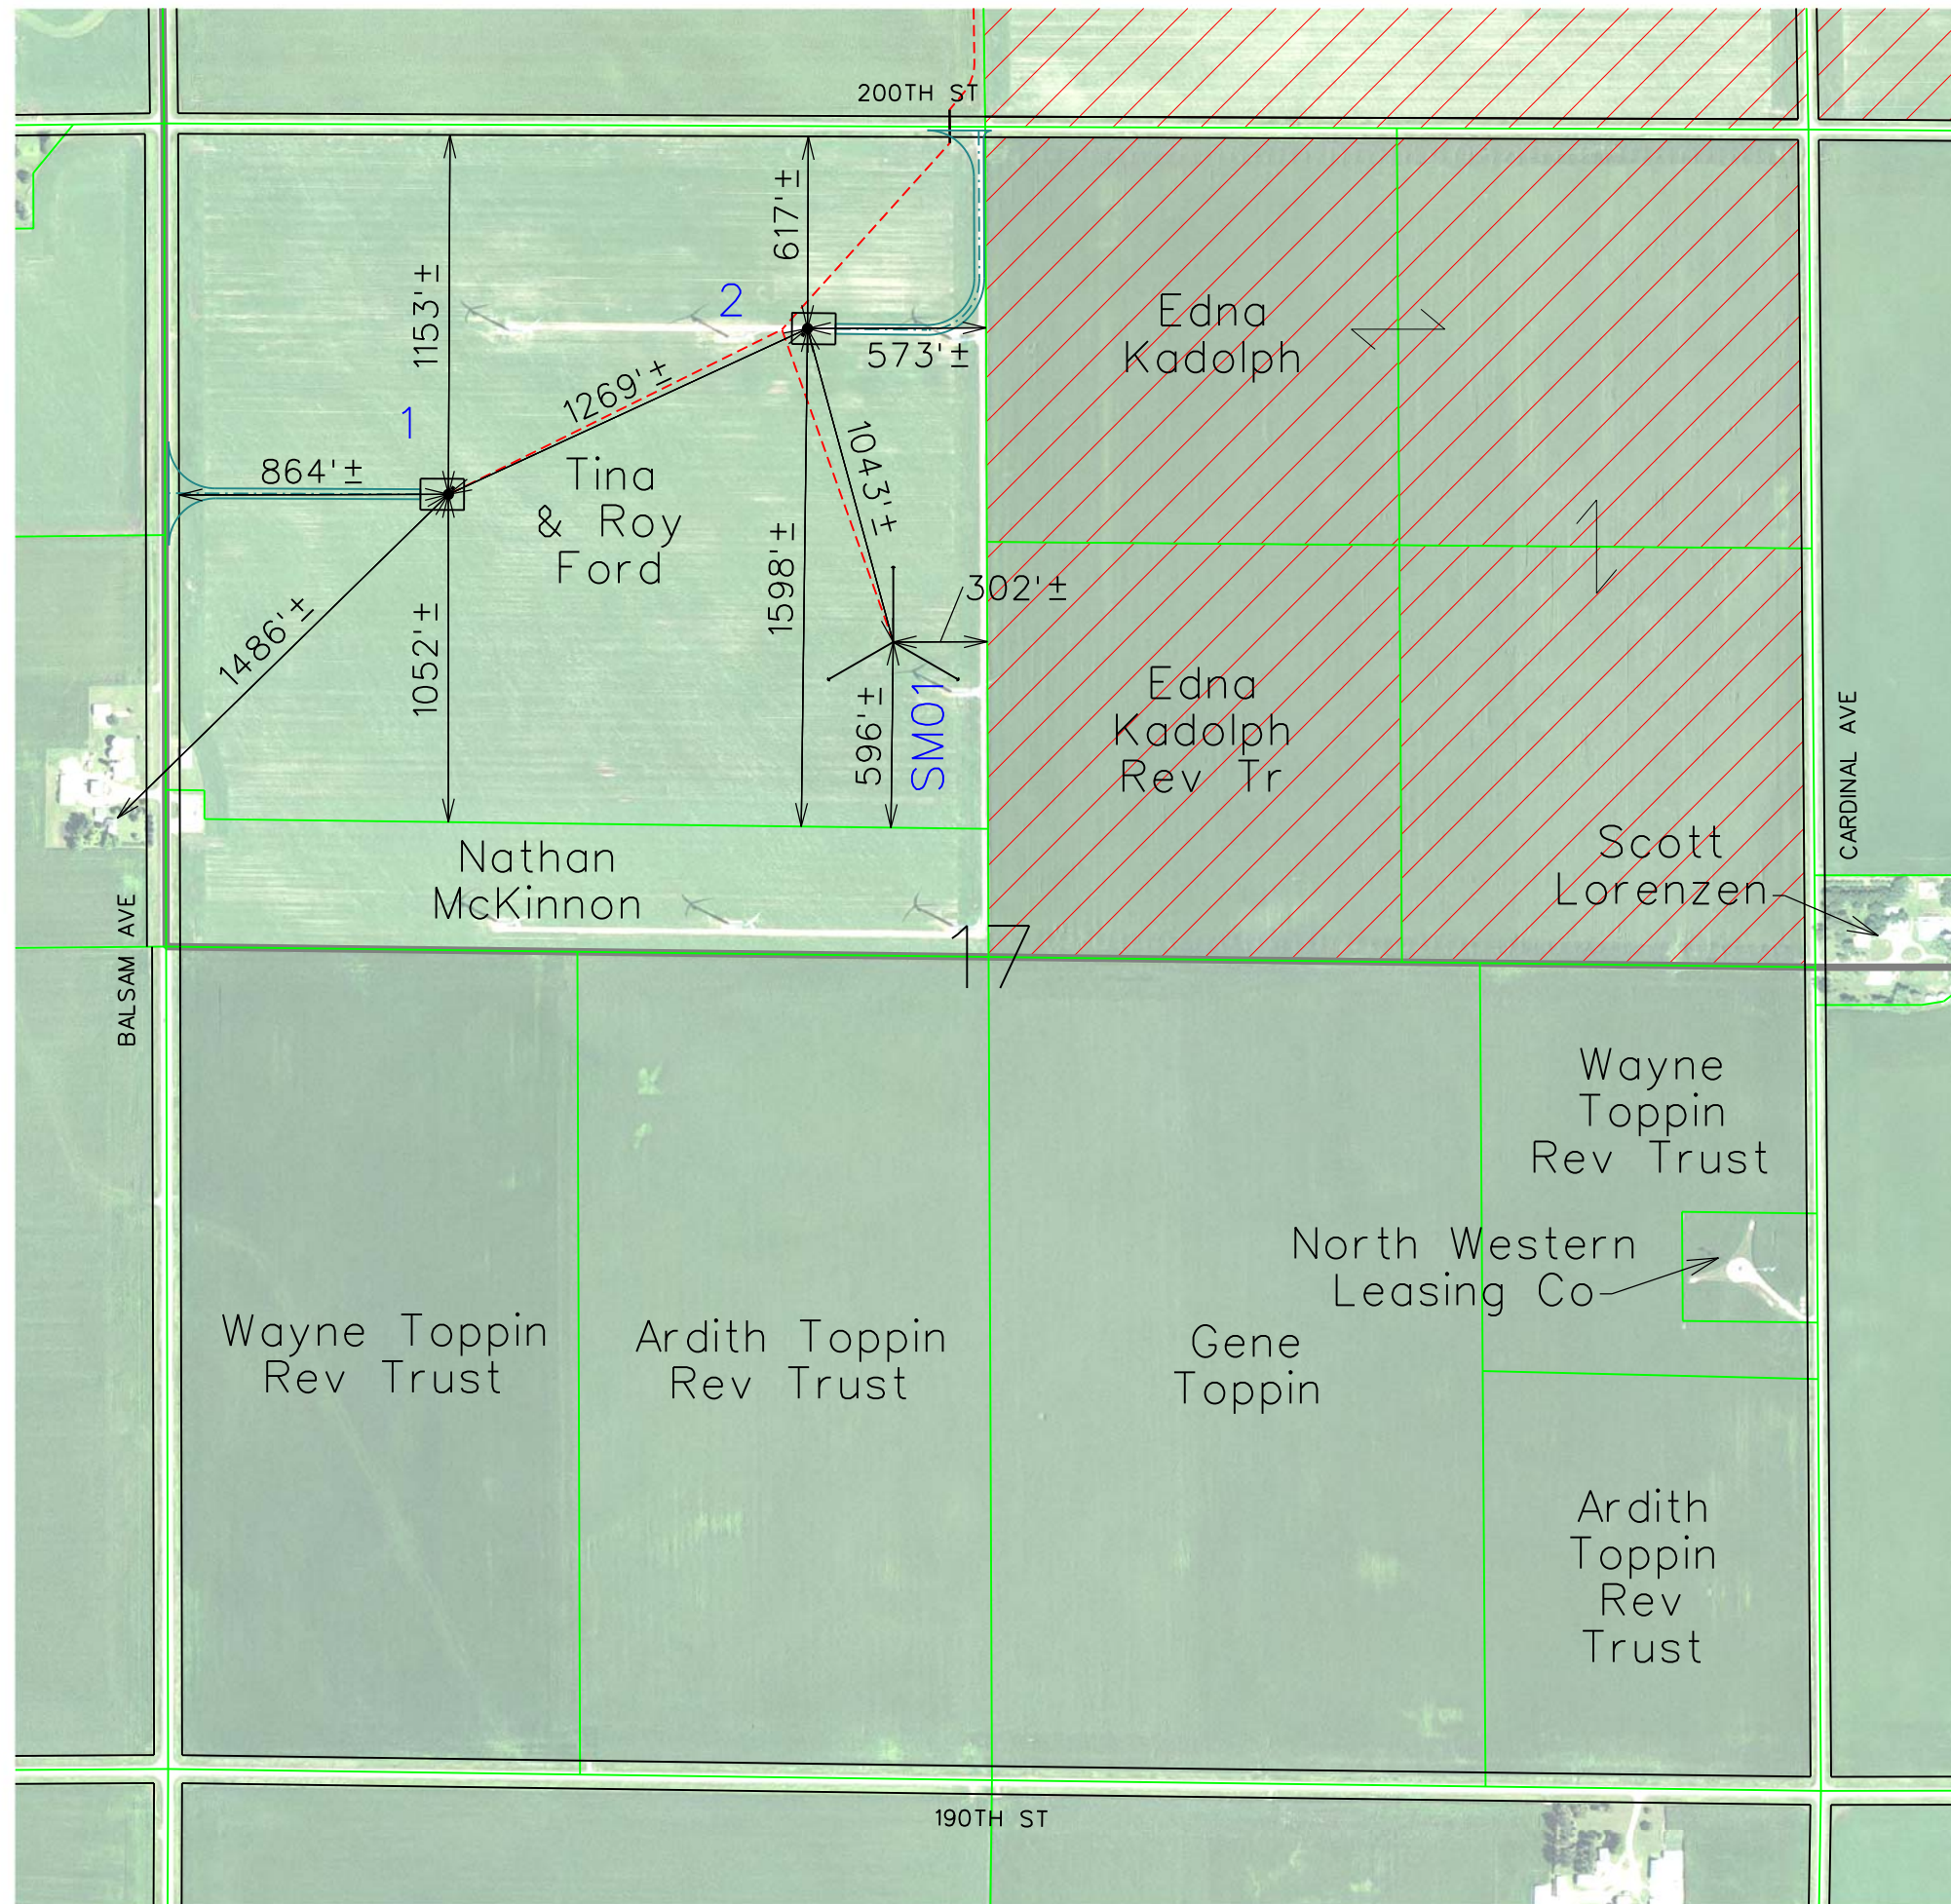 200TH ST
617'±
1153'±
2
573'±
1269'±
1
864'±
Tina
& Roy
Ford
1043'±
1598'±
302'±
1486'±
1052'±
596'±
SM01
Edna
Kadolph
Edna
Kadolph
Rev Tr
CARDINAL AVE
Scott
Lorenzen
Nathan
McKinnon
BALSAM AVE
17
Wayne
Toppin
Rev Trust
North Western
Leasing Co
Wayne Toppin
Rev Trust
Ardith Toppin
Rev Trust
Gene
Toppin
Ardith
Toppin
Rev
Trust
190TH ST